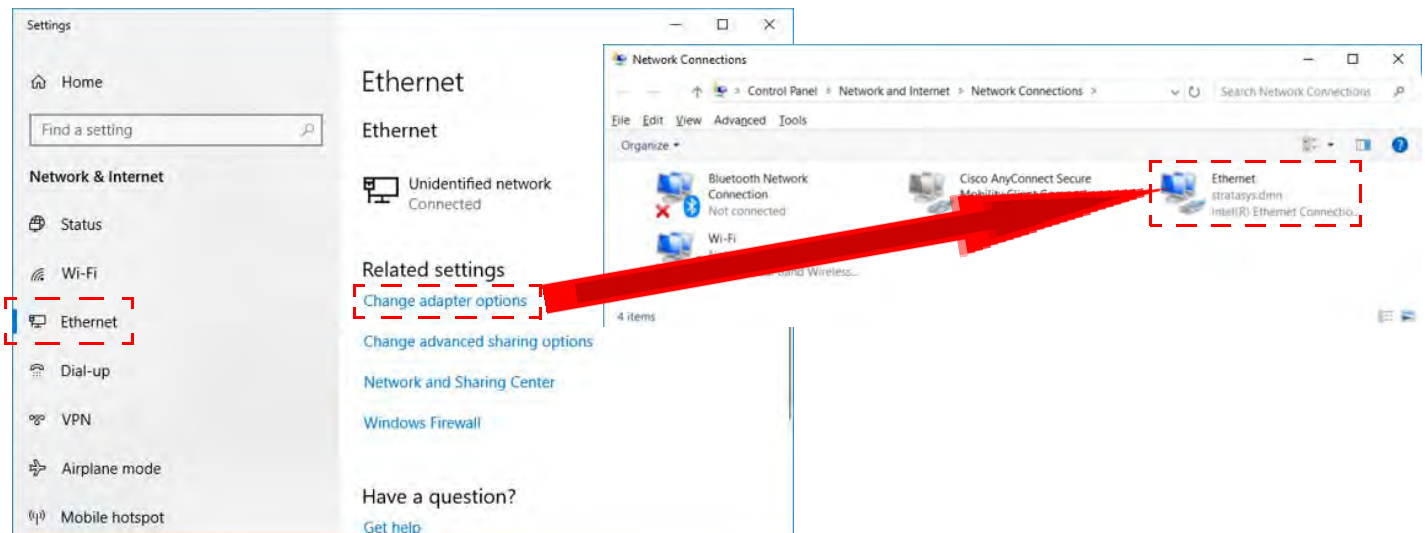 Settings
Home
Find a setting
Network & Internet
Status
Wi-Fi
Ethernet
Dial-up
VPN
Airplane mode
Mobile hotspot
Ethernet
Ethernet
Unidentified network
Connected
Related settings
Change adapter options
Change advanced sharing options
Network and Sharing Center
Windows Firewall
Have a question?
Get help
Network Connections
Control Panel > Network and Internet > Network Connections >
Search Network Connections
File Edit View Advanced Tools
Organize
Bluetooth Network
Connection
Not connected
Cisco AnyConnect Secure
Mobility Client
Ethernet
stratasys.dmn
Intel(R) Ethernet Connectio...
Wi-Fi
Wireless...
4 items